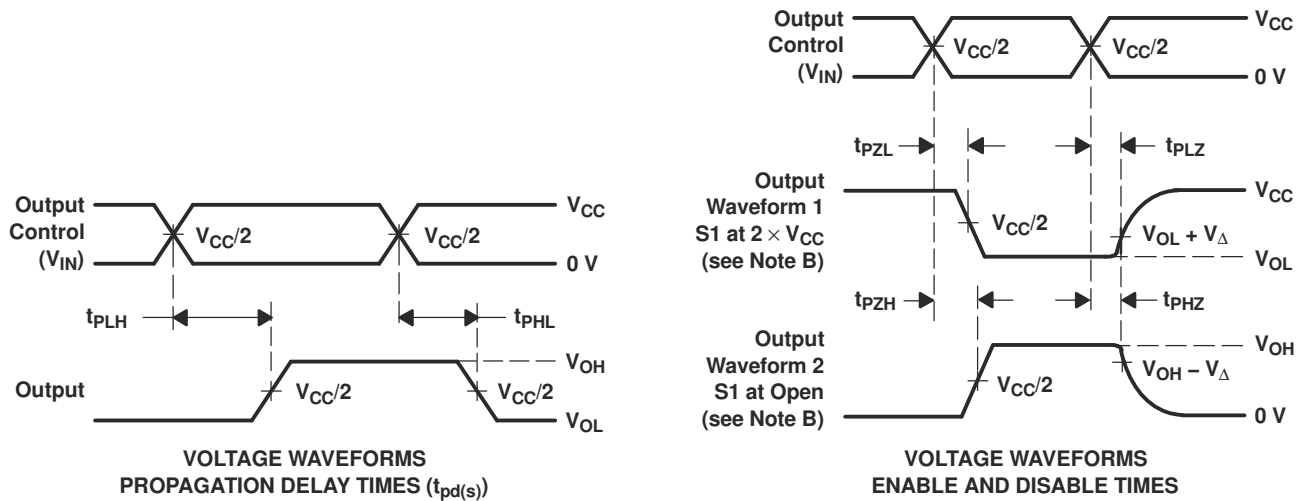 Output
Control
(VIN)
VCC/2
VCC/2
VCC
0 V
tPLH
tPHL
Output
VCC/2
VCC/2
VOH
VOL
VOLTAGE WAVEFORMS
PROPAGATION DELAY TIMES (tpd(s))
Output
Control
(VIN)
VCC/2
VCC/2
VCC
0 V
tPZL
tPLZ
Output
Waveform 1
S1 at 2 × VCC
(see Note B)
VCC/2
VCC
VOL + VΔ
VOL
tPZH
tPHZ
Output
Waveform 2
S1 at Open
(see Note B)
VCC/2
VOH
VOH − VΔ
0 V
VOLTAGE WAVEFORMS
ENABLE AND DISABLE TIMES